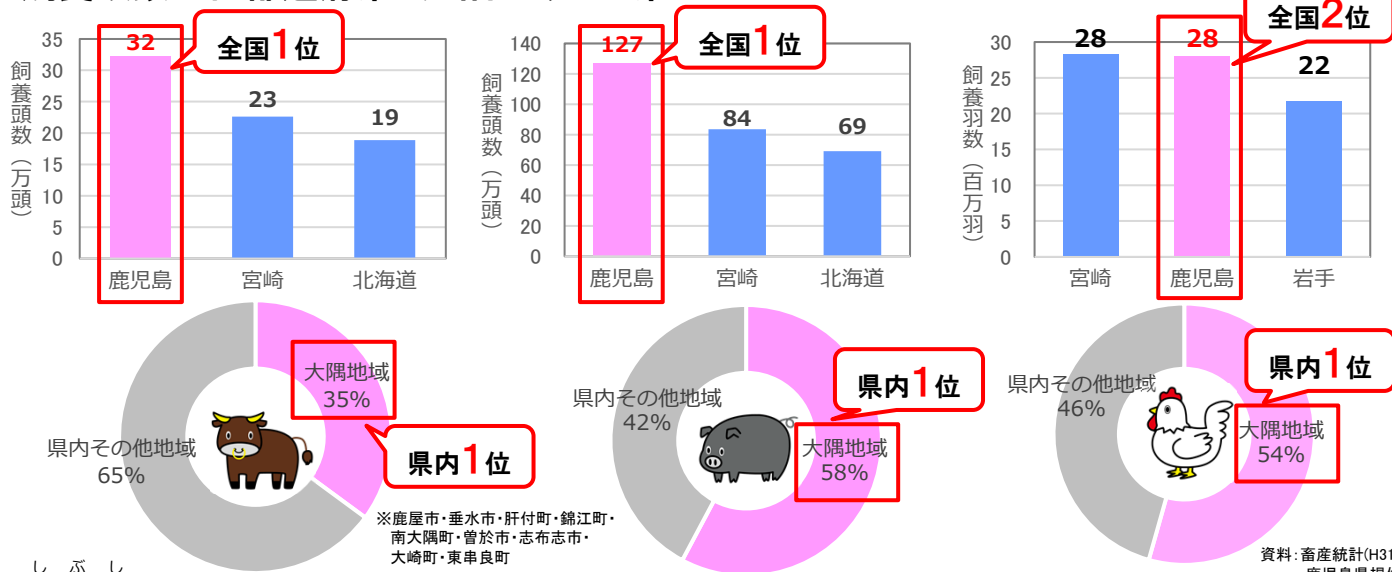 飼養頭数（万頭）
35
30
25
20
15
10
5
0
32
23
19
全国1位
鹿児島
宮崎
北海道
飼養頭数（万頭）
140
120
100
80
60
40
20
0
127
84
69
全国1位
鹿児島
宮崎
北海道
飼養羽数（百万羽）
30
25
20
15
10
5
0
28
28
22
全国2位
宮崎
鹿児島
岩手
大隅地域
35%
県内その他地域
65%
県内1位
※鹿屋市・垂水市・肝付町・錦江町・
南大隅町・曽於市・志布志市・
大崎町・東串良町
県内その他地域
42%
大隅地域
58%
県内1位
県内その他地域
46%
大隅地域
54%
県内1位
資料：畜産統計(H31
し ぶ し